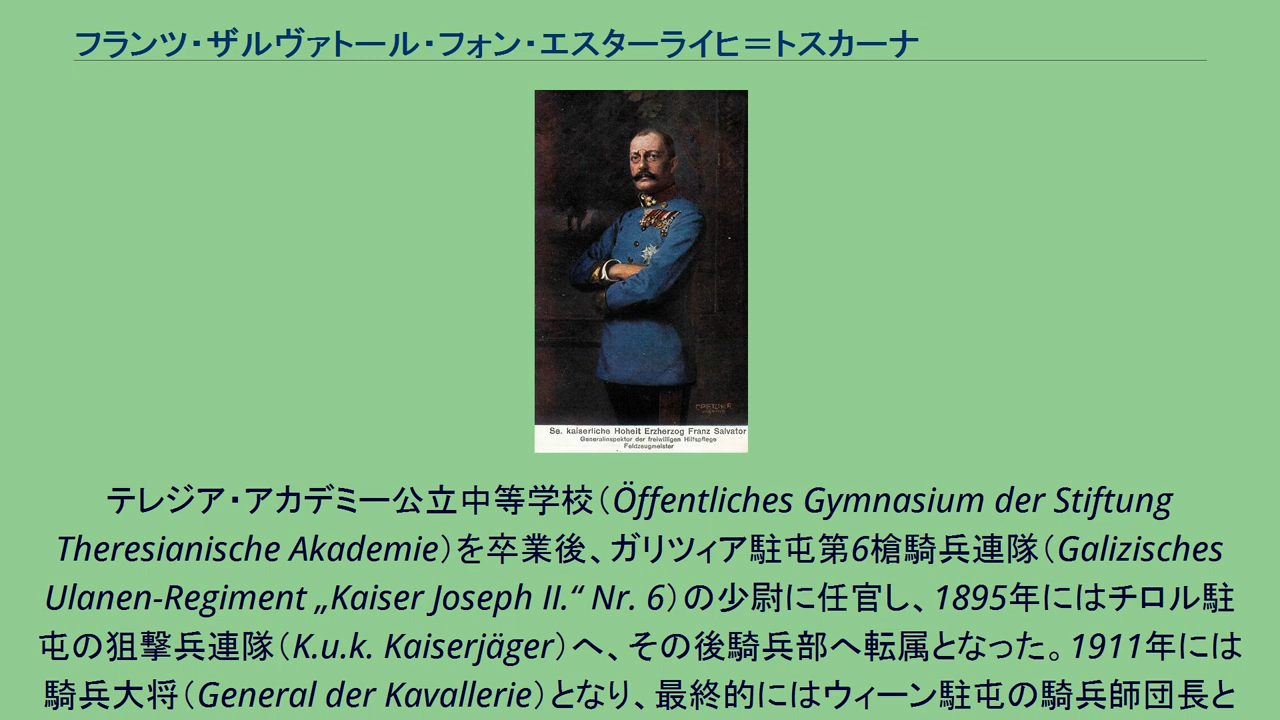 フランツ・ザルヴァトール・フォン・エスターライヒ＝トスカーナ
Se. kaiserliche Hoheit Erzherzog Franz Salvator
Generalinspektor der freiwilligen Hilfspflege
Feldzeugmeister
テレジア・アカデミー公立中等学校（Öffentliches Gymnasium der Stiftung
Theresianische Akademie）を卒業後、ガリツィア駐屯第6槍騎兵連隊（Galizisches
Ulanen-Regiment „Kaiser Joseph II.“ Nr. 6）の少尉に任官し、1895年にはチロル駐
屯の狙撃兵連隊（K.u.k. Kaiserjäger）へ、その後騎兵部へ転属となった。1911年には
騎兵大将（General der Kavallerie）となり、最終的にはウィーン駐屯の騎兵師団長と